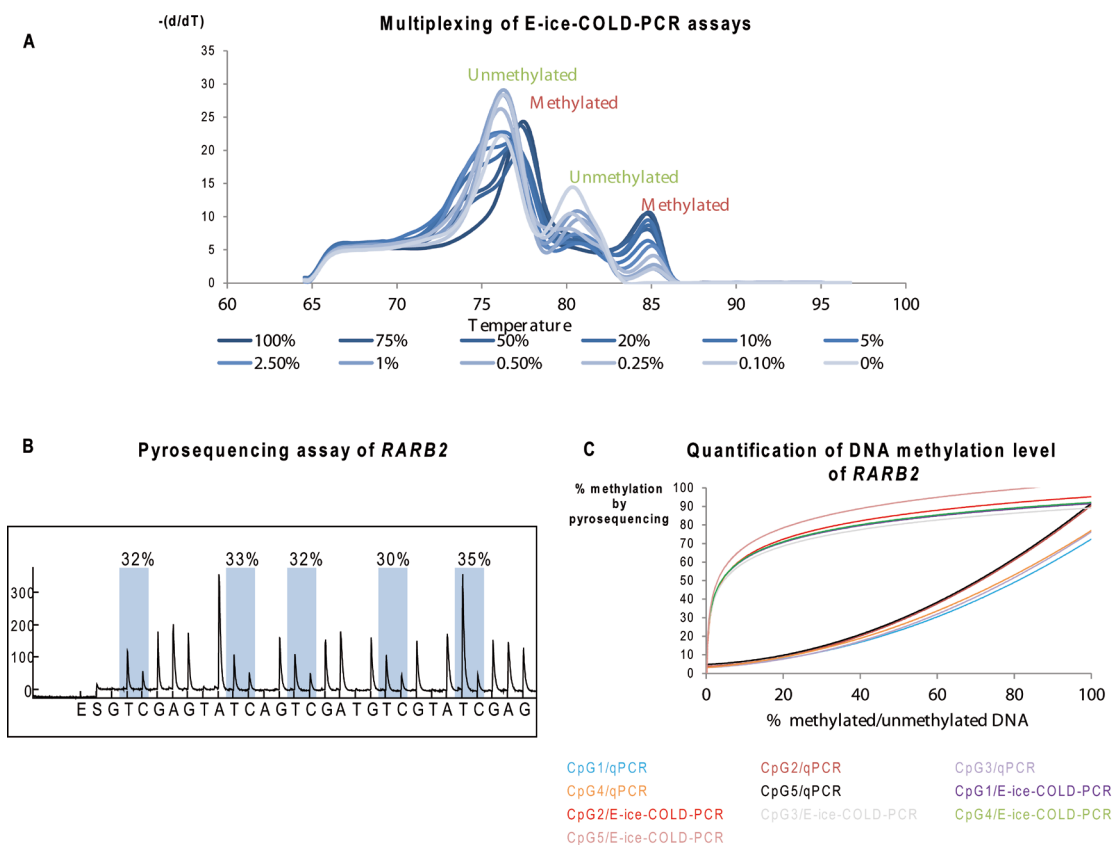 Multiplexing of E-ice-COLD-PCR assays
-(d/dT)
A
35
30
25
20
15
10
5
0
Unmethylated
Methylated
Unmethylated
Methylated
60 65 70 75 80 85 90 95 100
Temperature
100% 75% 50% 20% 10% 5%
2.50% 1% 0.50% 0.25% 0.10% 0%
B
Pyrosequencing assay of RARB2
32% 33% 32% 30% 35%
300
200
100
0
E S G T C G A G T A T C A G T C G A T G T C G T A T C G A G
C
Quantification of DNA methylation level
of RARB2
% methylation
by
pyrosequencing
100
90
80
70
60
50
40
30
20
10
0
0 20 40 60 80 100
% methylated/unmethylated DNA
CpG1/qPCR CpG2/qPCR CpG3/qPCR
CpG4/qPCR CpG5/qPCR CpG1/E-ice-COLD-PCR
CpG2/E-ice-COLD-PCR CpG3/E-ice-COLD-PCR CpG4/E-ice-COLD-PCR
CpG5/E-ice-COLD-PCR